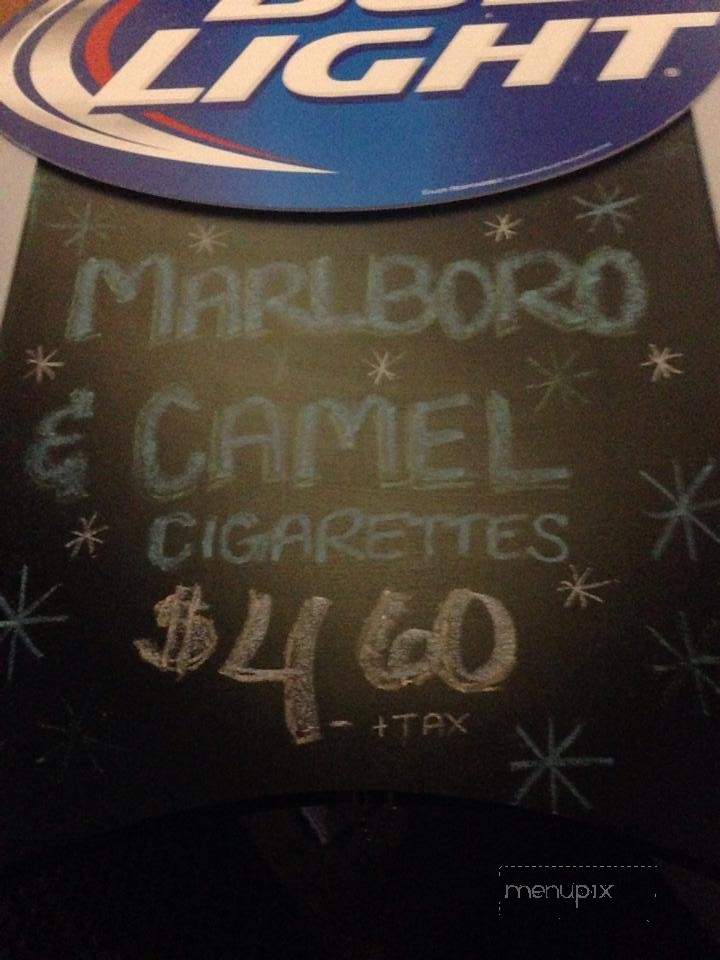 LIGHT
MARLBORO
& CAMEL
CIGARETTES
$4 60
- +TAX
menupix